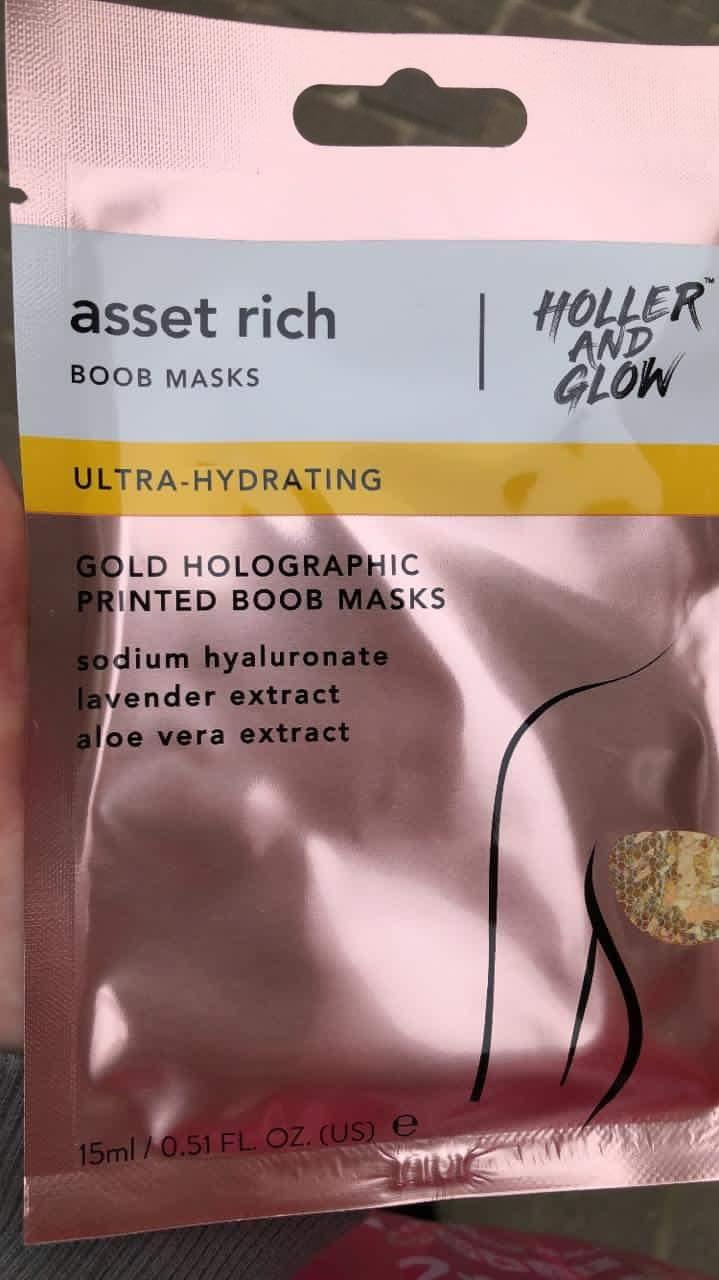 asset rich
BOOB MASKS
HOLLER™
AND
GLOW
ULTRA-HYDRATING
GOLD HOLOGRAPHIC
PRINTED BOOB MASKS
sodium hyaluronate
lavender extract
aloe vera extract
15ml / 0.51 FL. OZ. (US) ℮